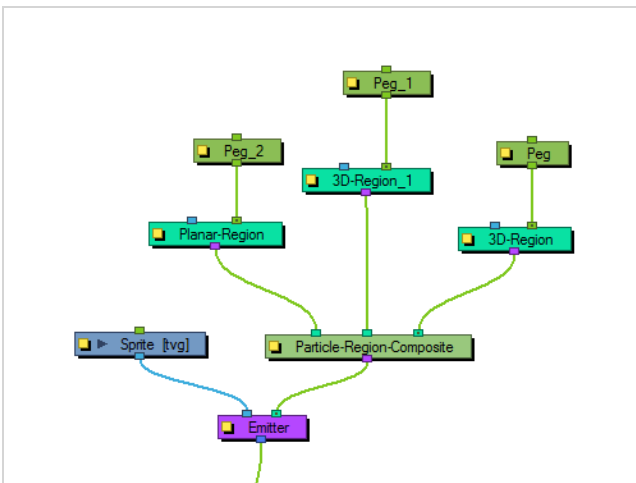 Peg_1
Peg_2
Peg
3D-Region_1
Planar-Region
3D-Region
Sprite [tvg]
Particle-Region-Composite
Emitter